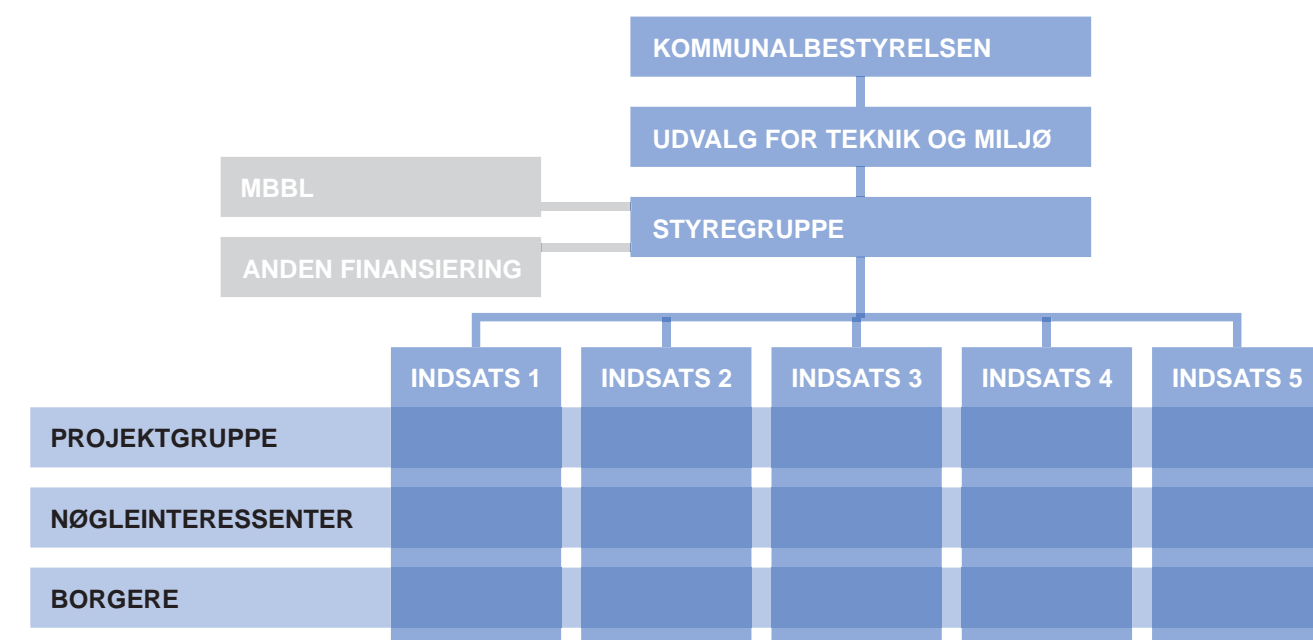 KOMMUNALBESTYRELSEN
UDVALG FOR TEKNIK OG MILJØ
MBBL
STYREGRUPPE
ANDEN FINANSIERING
INDSATS 1
INDSATS 2
INDSATS 3
INDSATS 4
INDSATS 5
PROJEKTGRUPPE
NØGLEINTERESSENTER
BORGERE